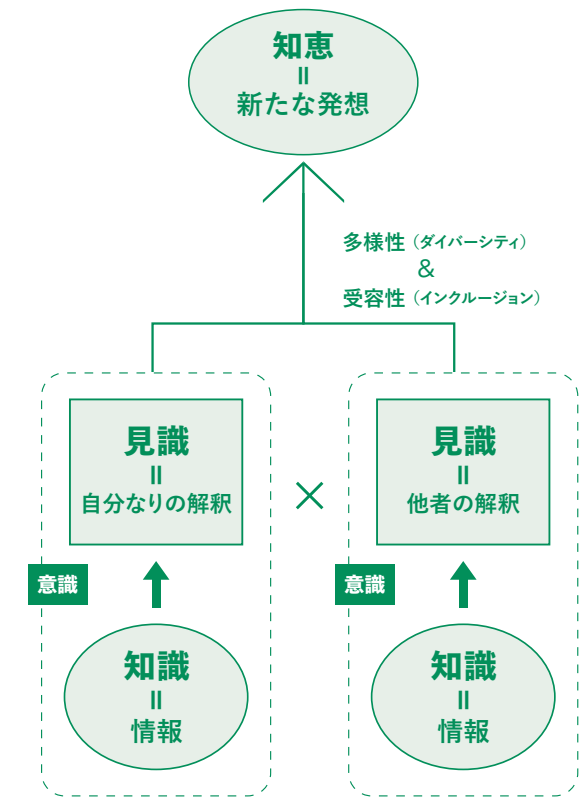 知恵
=
新たな発想
多様性（ダイバーシティ）
&
受容性（インクルージョン）
見識
=
自分なりの解釈
×
見識
=
他者の解釈
意識
意識
知識
=
情報
知識
=
情報